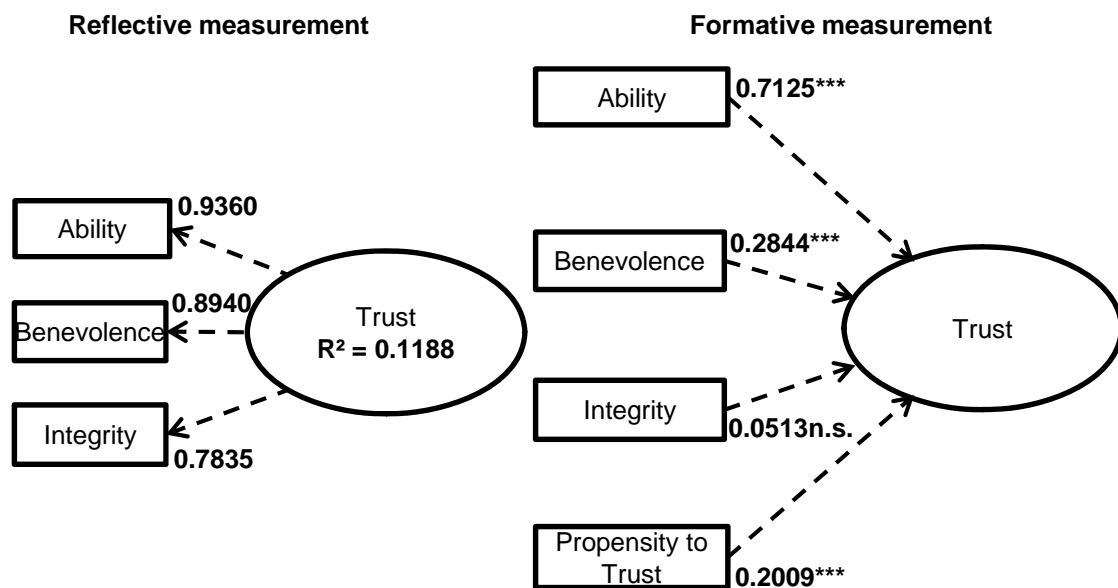 Reflective measurement
Ability
0.9360
Benevolence
0.8940
Integrity
0.7835
Trust
R² = 0.1188
Formative measurement
Ability
0.7125***
Benevolence
0.2844***
Integrity
0.0513n.s.
Propensity to
Trust
0.2009***
Trust